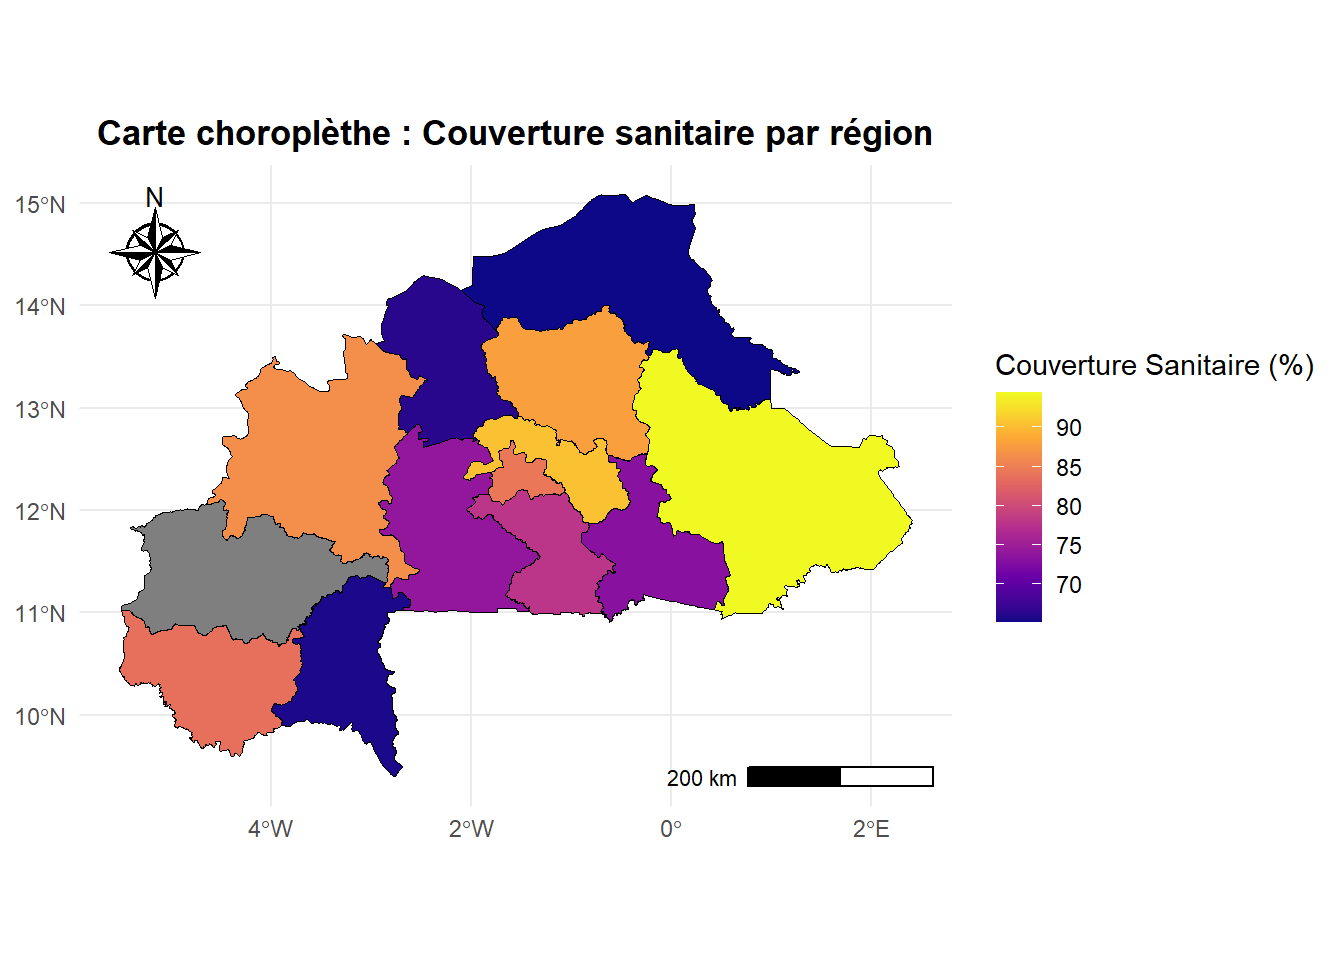 Carte choroplèthe : Couverture sanitaire par région
N
15°N
14°N
13°N
12°N
11°N
10°N
4°W
2°W
0°
2°E
200 km
Couverture Sanitaire (%)
90
85
80
75
70